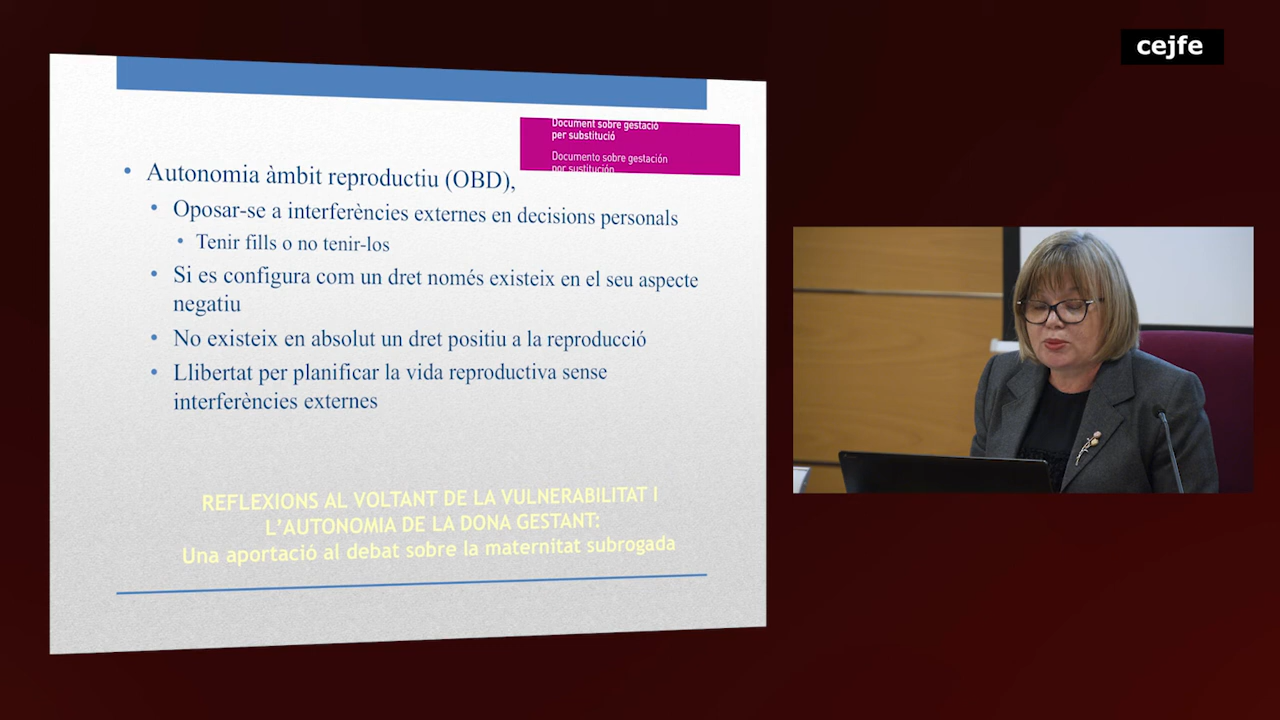 cejfe
Document sobre gestació
per substitució
Documento sobre gestación
por sustitución
• Autonomia àmbit reproductiu (OBD),
• Oposar-se a interferències externes en decisions personals
• Tenir fills o no tenir-los
• Si es configura com un dret només existeix en el seu aspecte
negatiu
• No existeix en absolut un dret positiu a la reproducció
• Llibertat per planificar la vida reproductiva sense
interferències externes
REFLEXIONS AL VOLTANT DE LA VULNERABILITAT I
L'AUTONOMIA DE LA DONA GESTANT:
Una aportació al debat sobre la maternitat subrogada